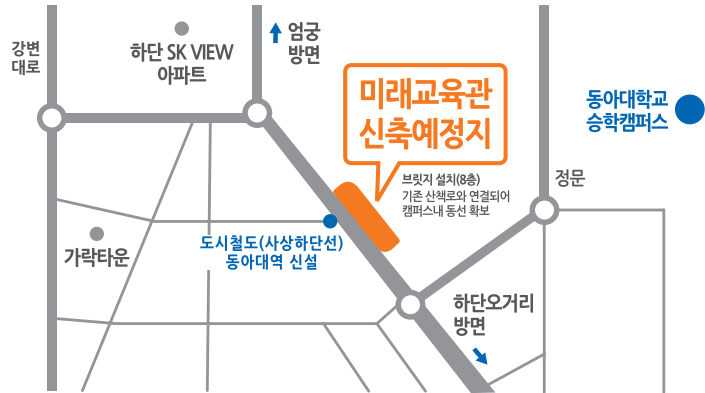 강변
대로
하단 SK VIEW
아파트
엄궁
방면
미래교육관
신축예정지
동아대학교
승학캠퍼스
브릿지 설치(8층)
기존 산책로와 연결되어
캠퍼스내 동선 확보
정문
가락타운
도시철도(사상하단선)
동아대역 신설
하단오거리
방면